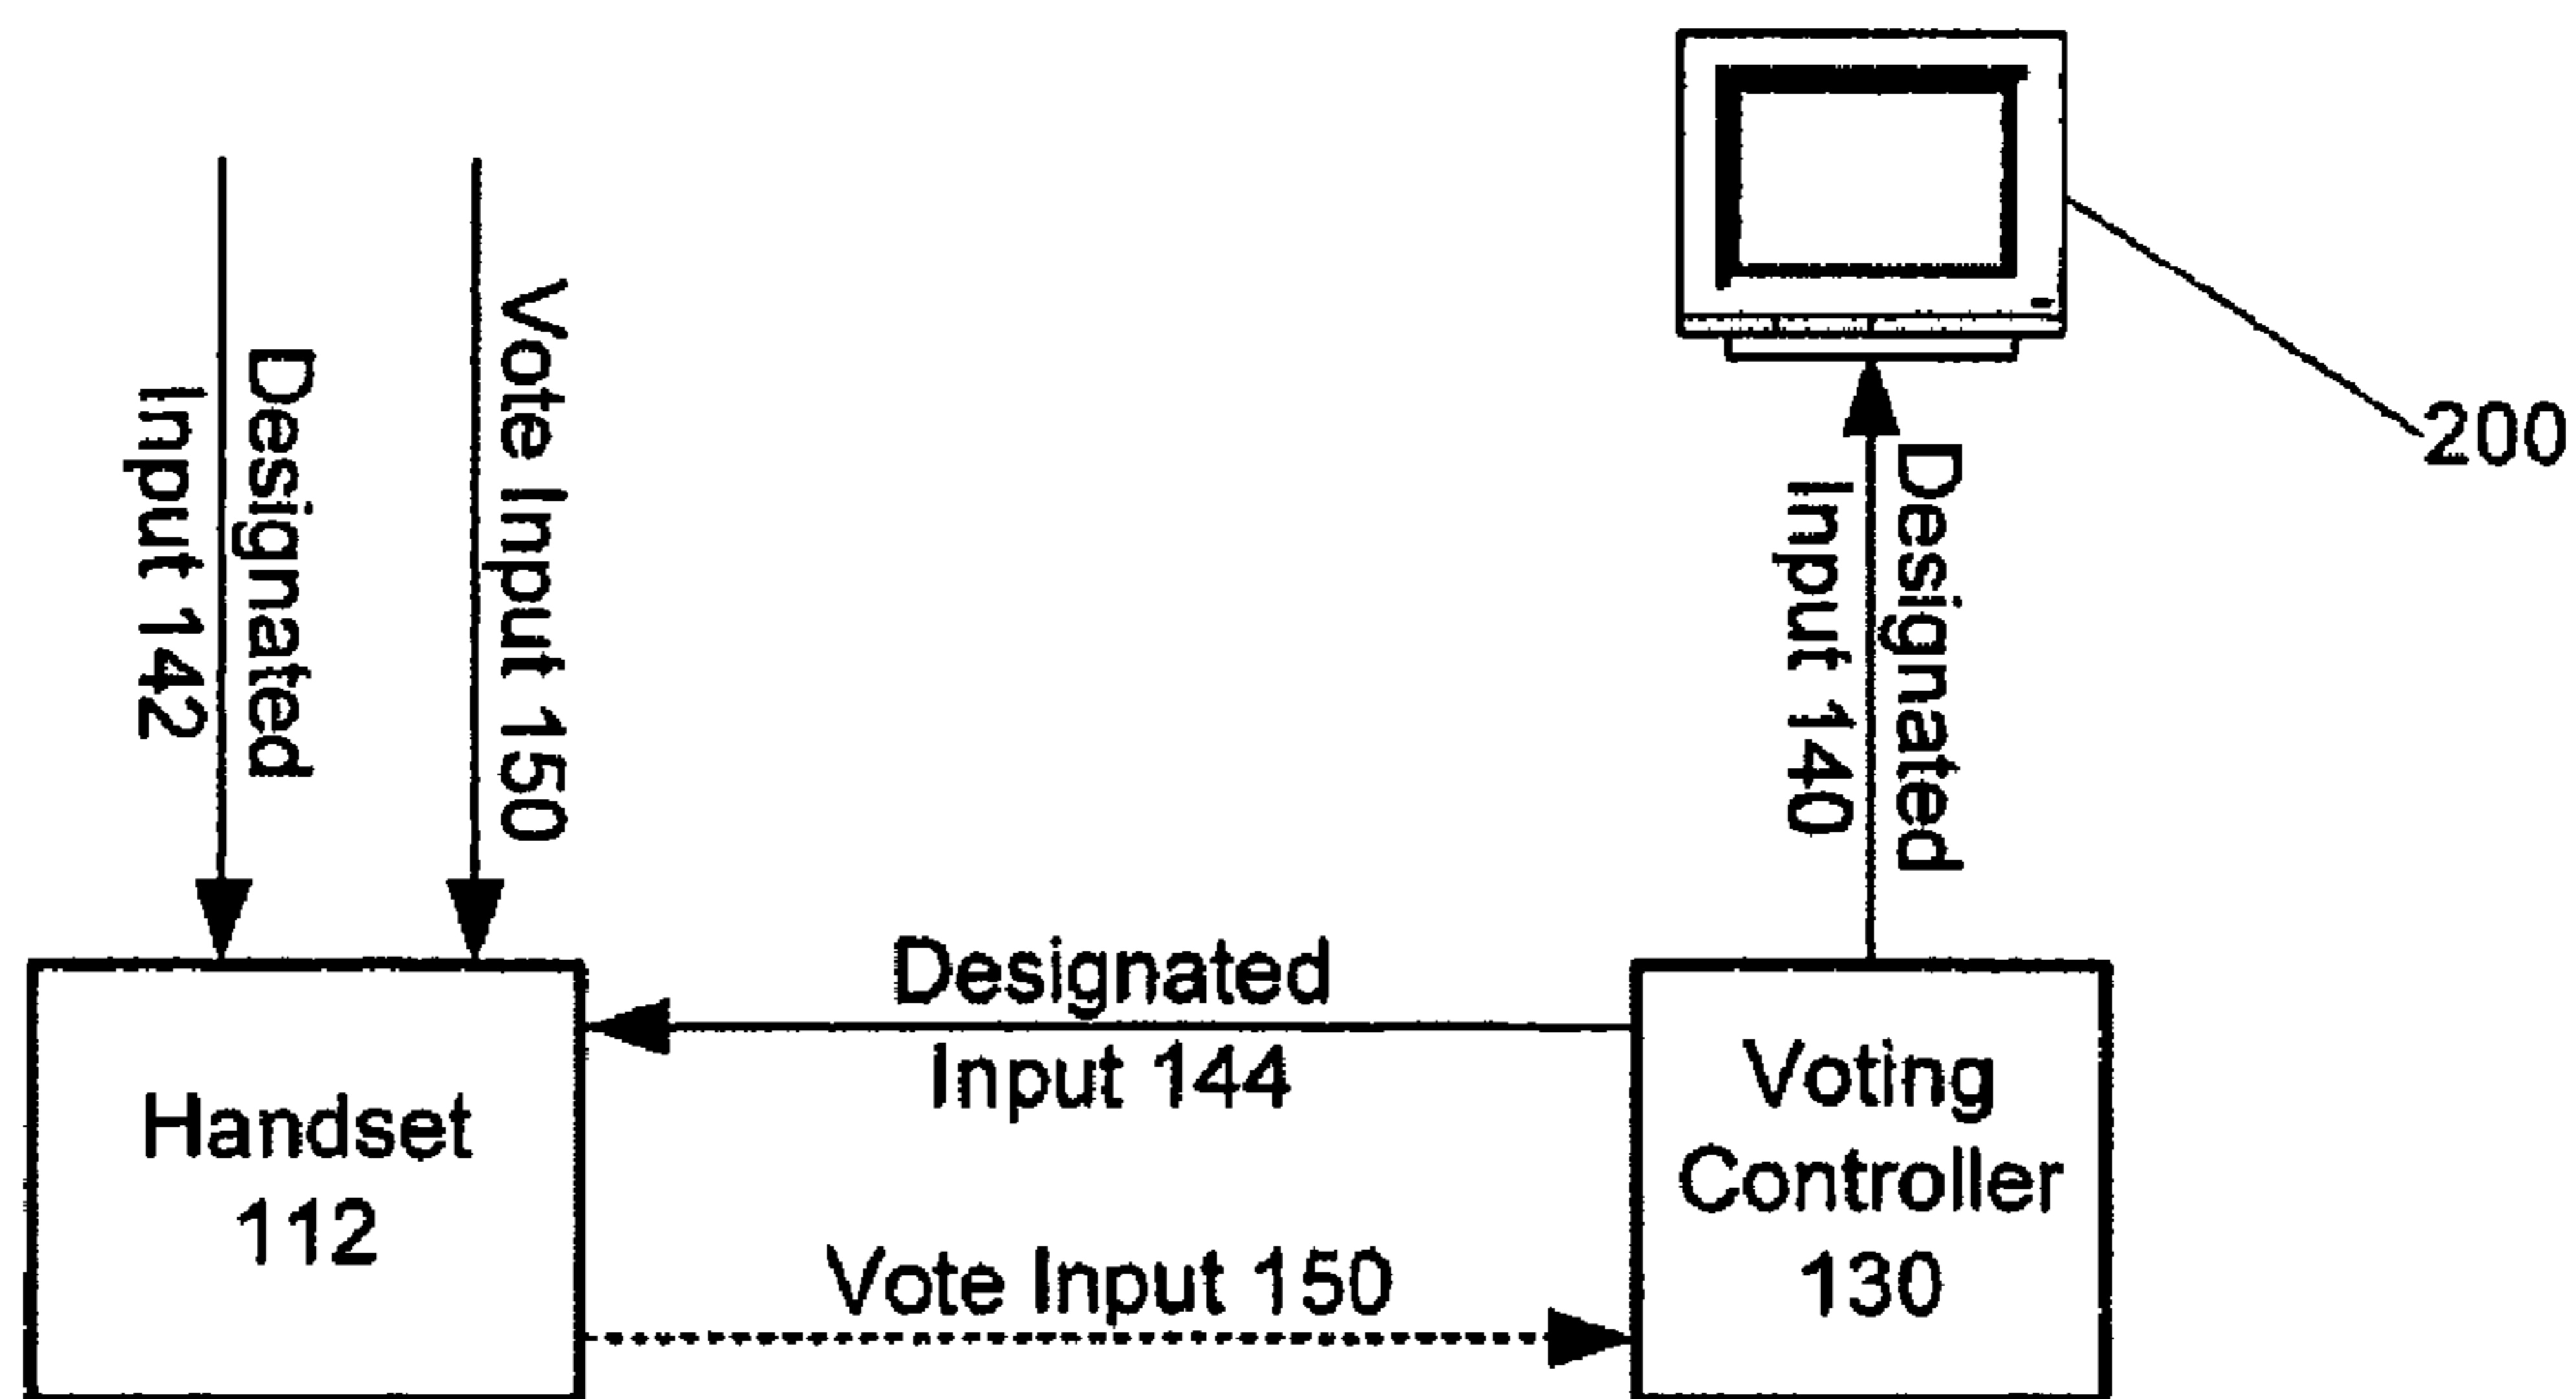 Designated
Input 142
Vote Input 150
Designated
Input 140
200
Designated
Input 144
Handset
112
Vote Input 150
Voting
Controller
130